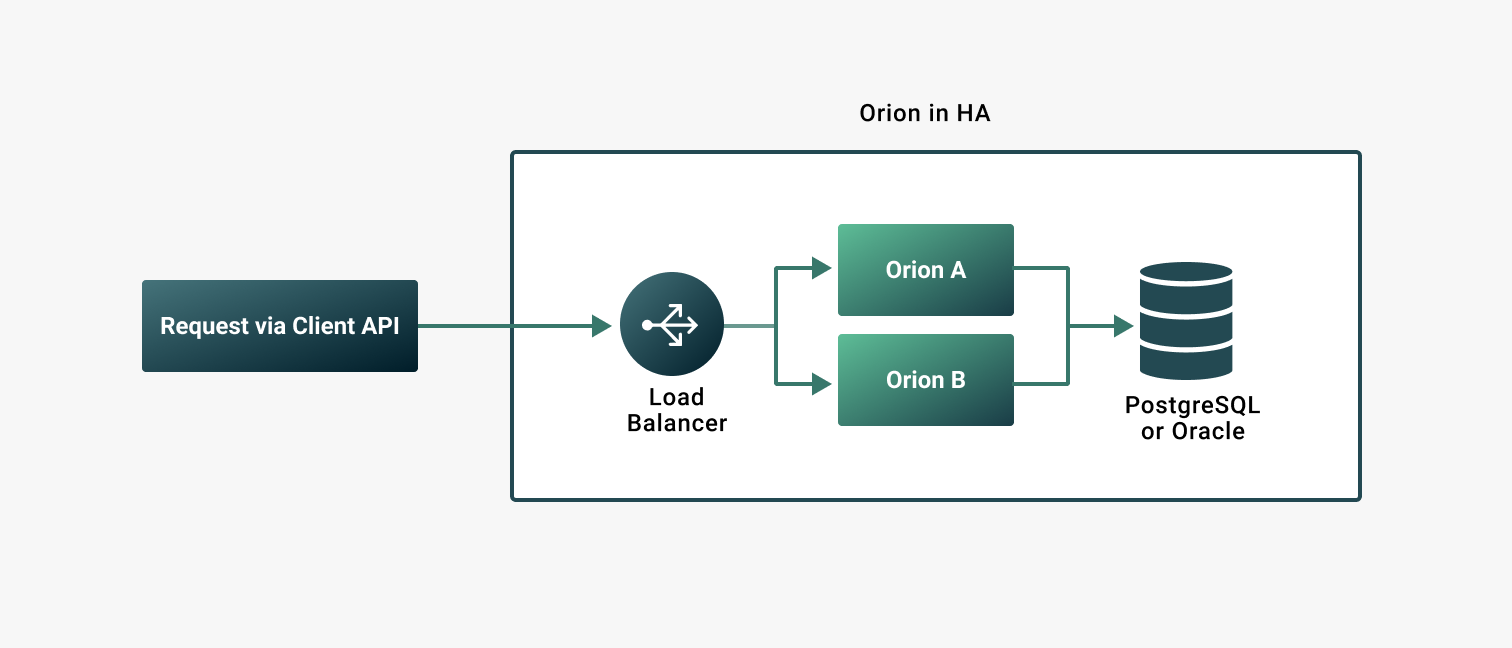 Orion in HA
Request via Client API
Load
Balancer
Orion A
Orion B
PostgreSQL
or Oracle